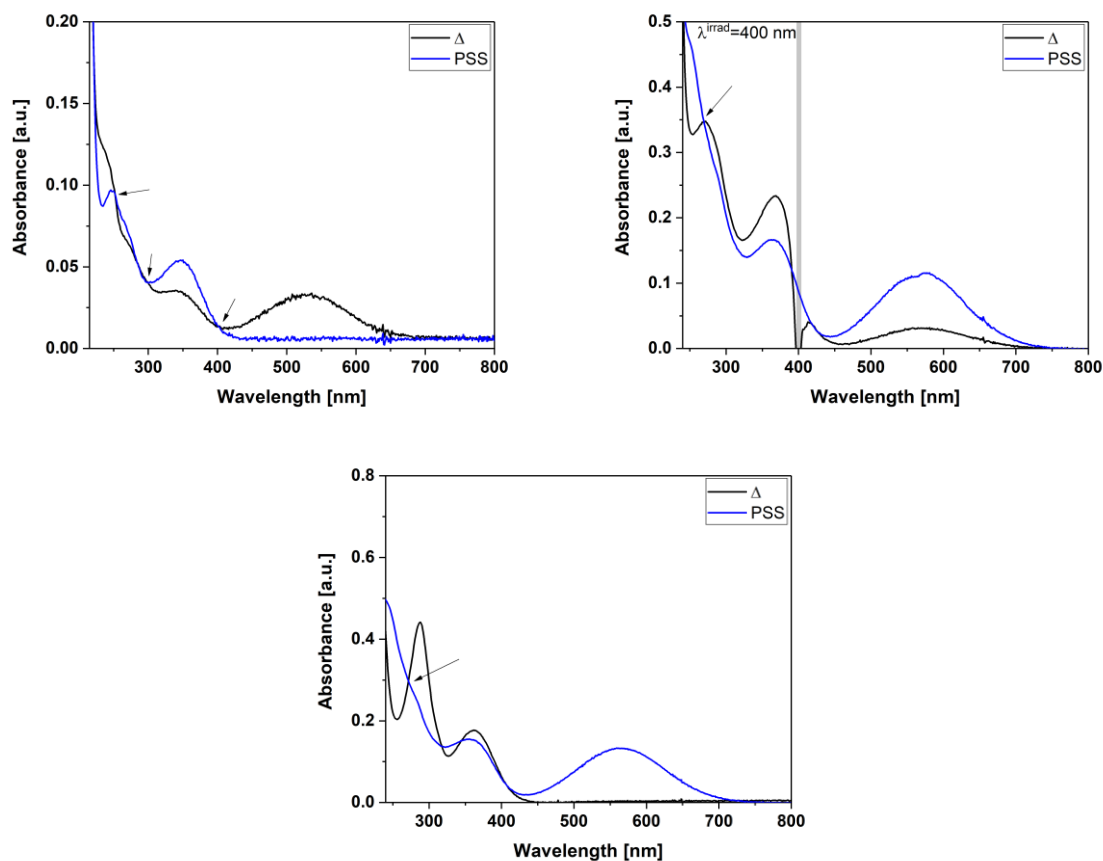 0.20
0.15
0.10
0.05
0.00
Absorbance [a.u.]
300 400 500 600 700 800
Wavelength [nm]
Δ
PSS
0.5
0.4
0.3
0.2
0.1
0.0
Absorbance [a.u.]
300 400 500 600 700 800
Wavelength [nm]
λirrad=400 nm
Δ
PSS
0.8
0.6
0.4
0.2
0.0
Absorbance [a.u.]
300 400 500 600 700 800
Wavelength [nm]
Δ
PSS